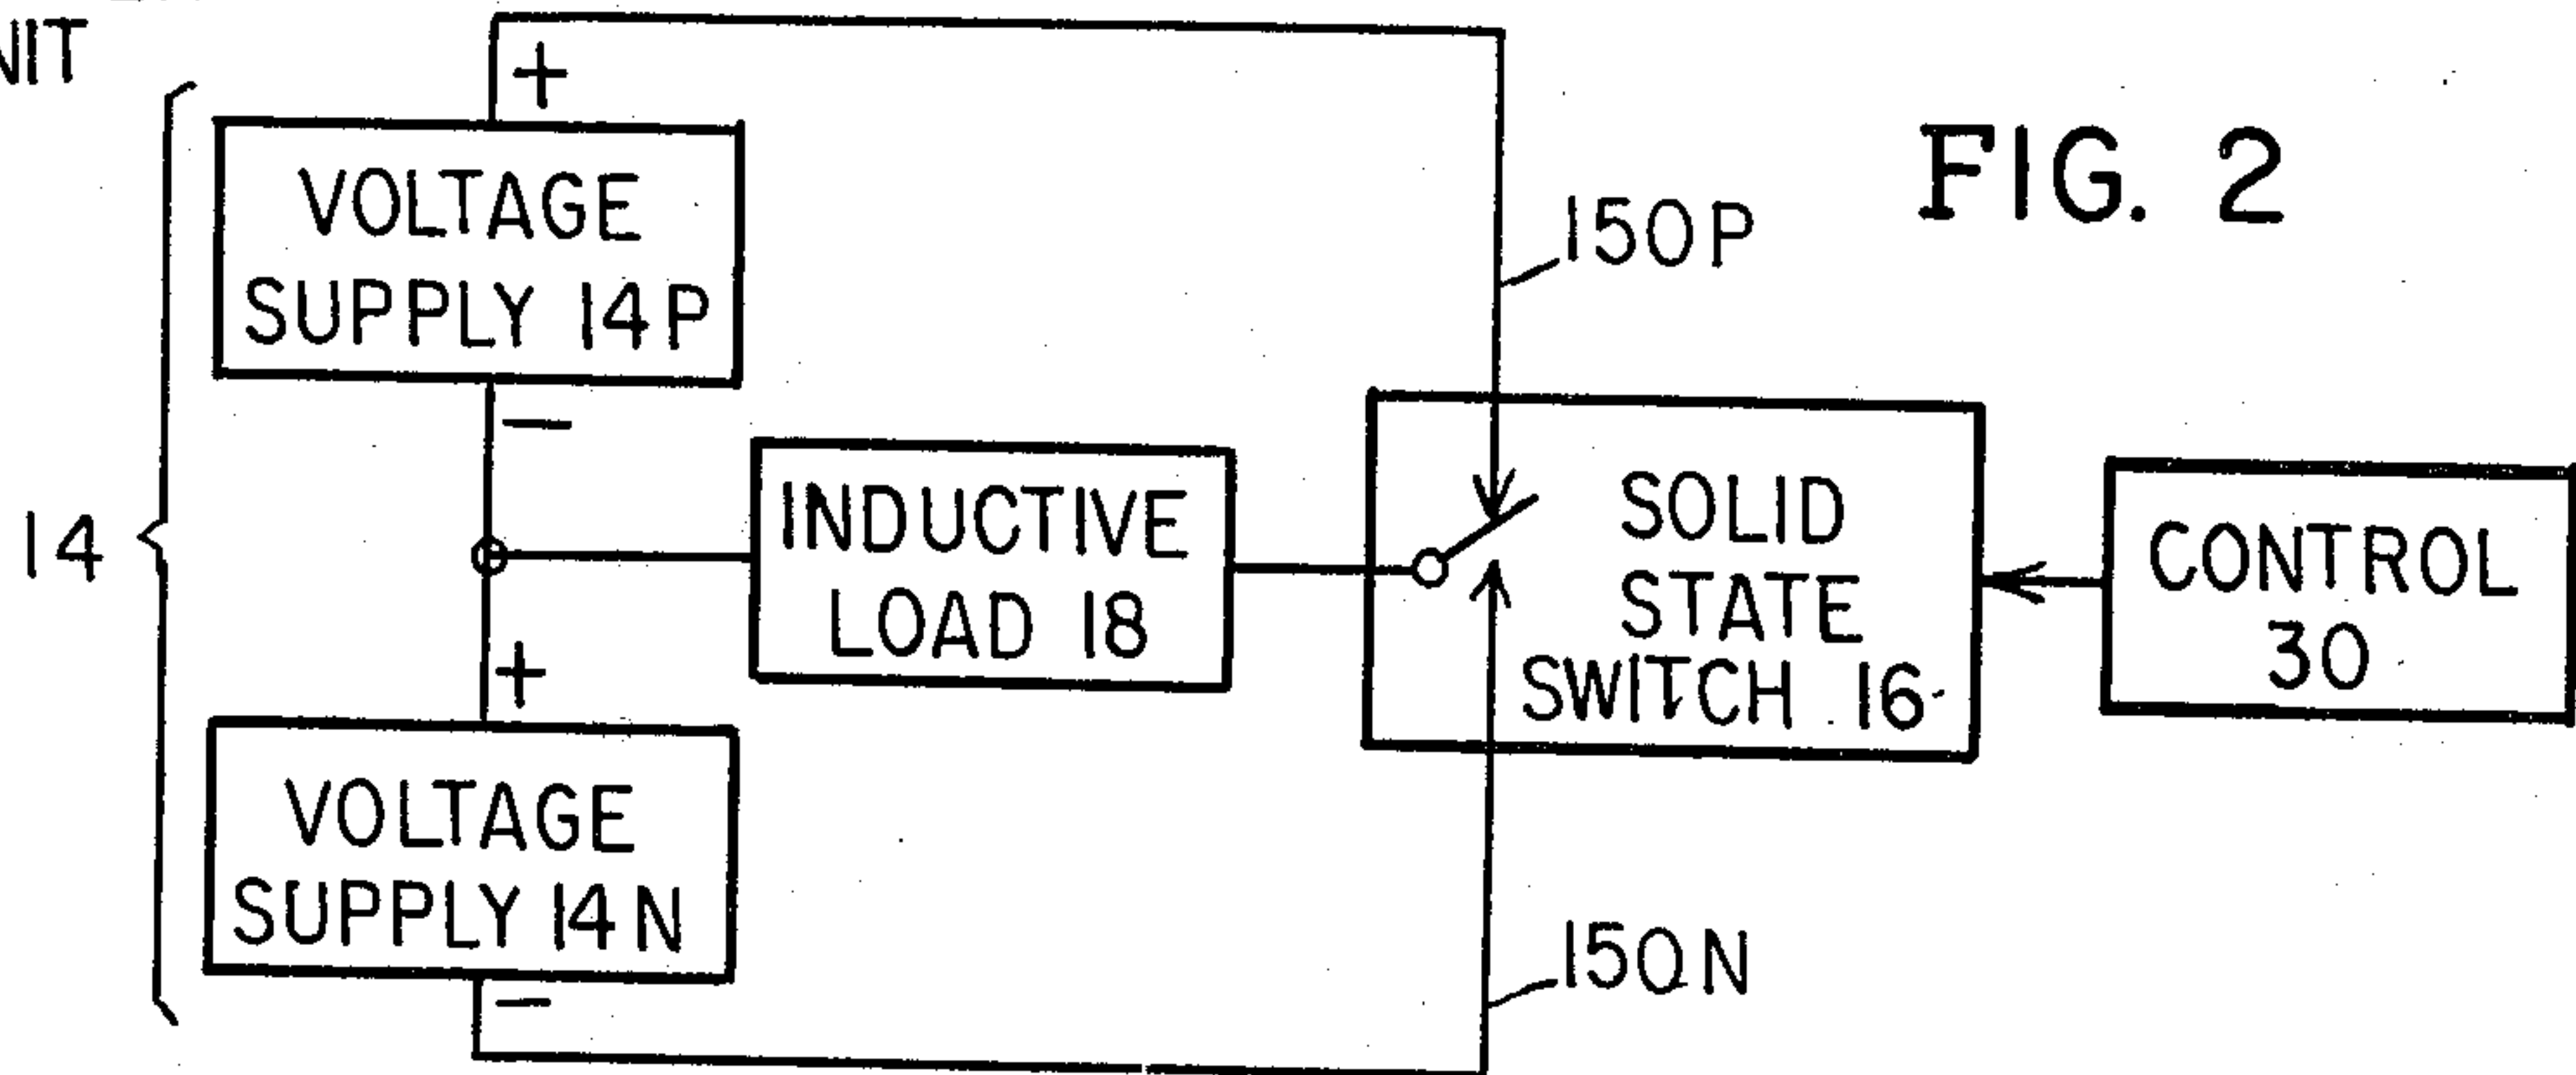 NIT
FIG. 2
+
VOLTAGE
SUPPLY 14P
−
150P
14
INDUCTIVE
LOAD 18
SOLID
STATE
SWITCH 16
CONTROL
30
+
VOLTAGE
SUPPLY 14N
−
150N